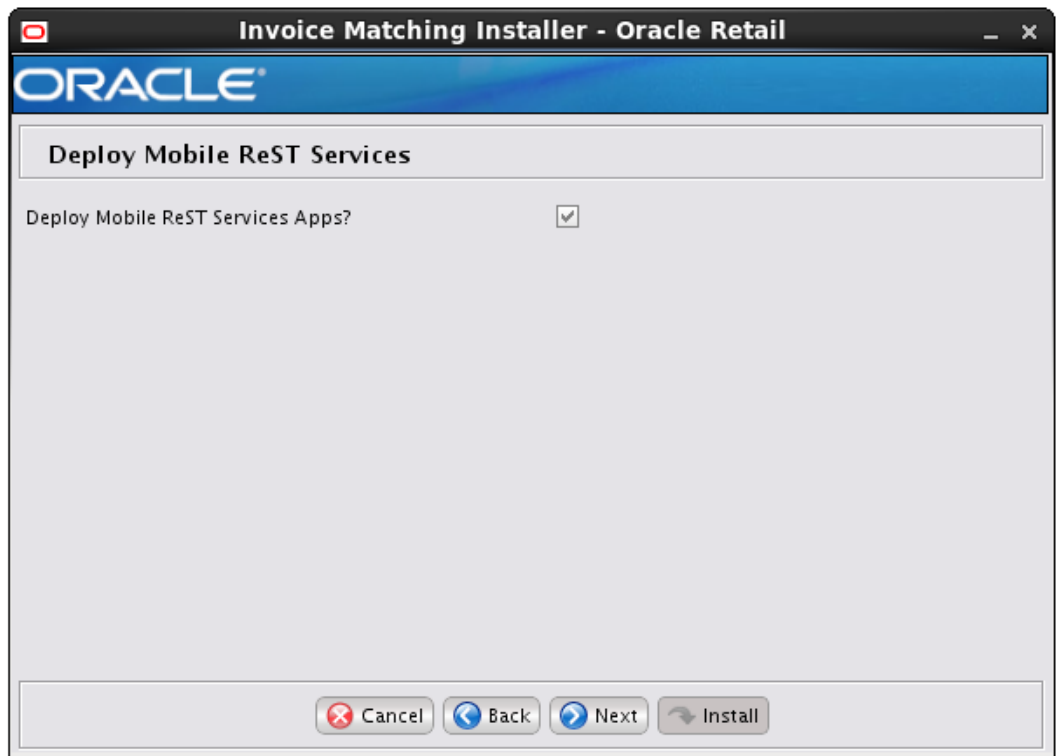 Invoice Matching Installer - Oracle Retail
ORACLE®
Deploy Mobile ReST Services
Deploy Mobile ReST Services Apps?
Cancel Back Next Install